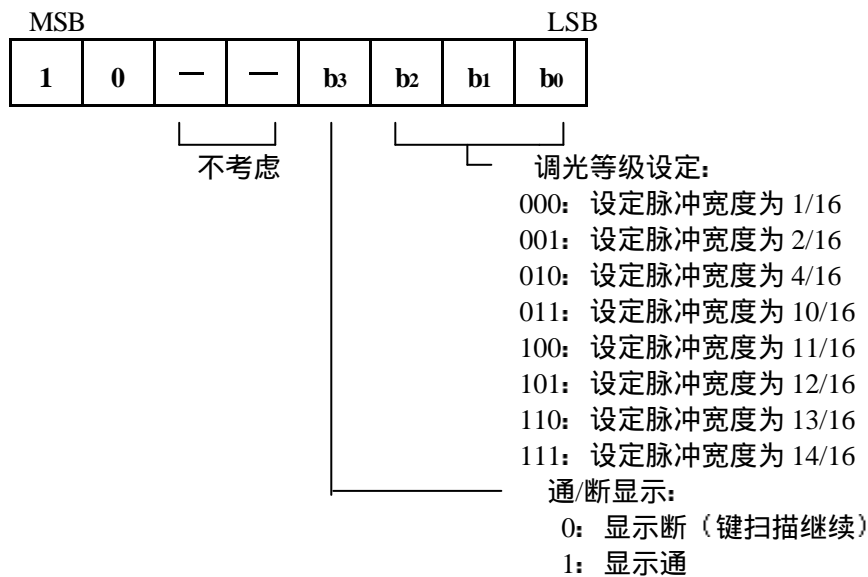 MSB LSB
1 0 — — b3 b2 b1 b0
不考虑
调光等级设定：
000：设定脉冲宽度为 1/16
001：设定脉冲宽度为 2/16
010：设定脉冲宽度为 4/16
011：设定脉冲宽度为 10/16
100：设定脉冲宽度为 11/16
101：设定脉冲宽度为 12/16
110：设定脉冲宽度为 13/16
111：设定脉冲宽度为 14/16
通/断显示：
0：显示断（键扫描继续）
1：显示通